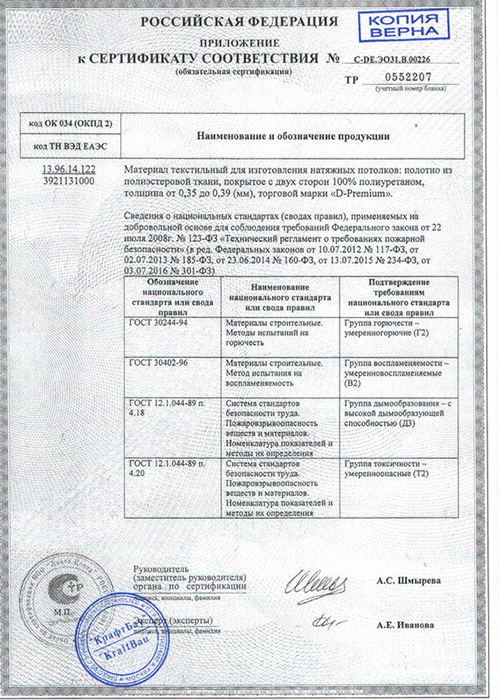 РОССИЙСКАЯ ФЕДЕРАЦИЯ
КОПИЯ
ВЕРНА
ПРИЛОЖЕНИЕ
к СЕРТИФИКАТУ СООТВЕТСТВИЯ № C-DE.ЭО31.В.00226
(обязательная сертификация)
ТР 0552207
(учетный номер бланка)
код ОК 034 (ОКПД 2)
код ТН ВЭД ЕАЭС
Наименование и обозначение продукции
13.96.14.122
3921131000
Материал текстильный для изготовления натяжных потолков: полотно из
полиэстеровой ткани, покрытое с двух сторон 100% полиуретаном,
толщина от 0,35 до 0,39 (мм), торговой марки «D-Premium».
Сведения о национальных стандартах (сводах правил), применяемых на
добровольной основе для соблюдения требований Федерального закона от 22
июля 2008г. № 123-ФЗ «Технический регламент о требованиях пожарной
безопасности» (в ред. Федеральных законов от 10.07.2012 № 117-ФЗ, от
02.07.2013 № 185-ФЗ, от 23.06.2014 № 160-ФЗ, от 13.07.2015 № 234-ФЗ, от
03.07.2016 № 301-ФЗ)
Обозначение
национального
стандарта или свода
правил
Наименование
национального стандарта
или свода правил
Подтверждение
требованиям
национального стандарта
или свода правил
ГОСТ 30244-94
Материалы строительные.
Методы испытаний на
горючесть
Группа горючести –
умеренногорючие (Г2)
ГОСТ 30402-96
Материалы строительные.
Метод испытания на
воспламеняемость
Группа воспламеняемости –
умеренновоспламеняемые
(В2)
ГОСТ 12.1.044-89 п.
4.18
Система стандартов
безопасности труда.
Пожаровзрывоопасность
веществ и материалов.
Номенклатура показателей и
методы их определения
Группа дымообразования – с
высокой дымообразующей
способностью (Д3)
ГОСТ 12.1.044-89 п.
4.20
Система стандартов
безопасности труда.
Пожаровзрывоопасность
веществ и материалов.
Номенклатура показателей и
методы их определения
Группа токсичности –
умеренноопасные (Т2)
Руководитель
(заместитель руководителя)
органа по сертификации
подпись, инициалы, фамилия
А.С. Шмырева
М.П.
Эксперт (эксперты)
подпись, инициалы, фамилия
А.Е. Иванова
"КрафтБау"
"KraftBau"